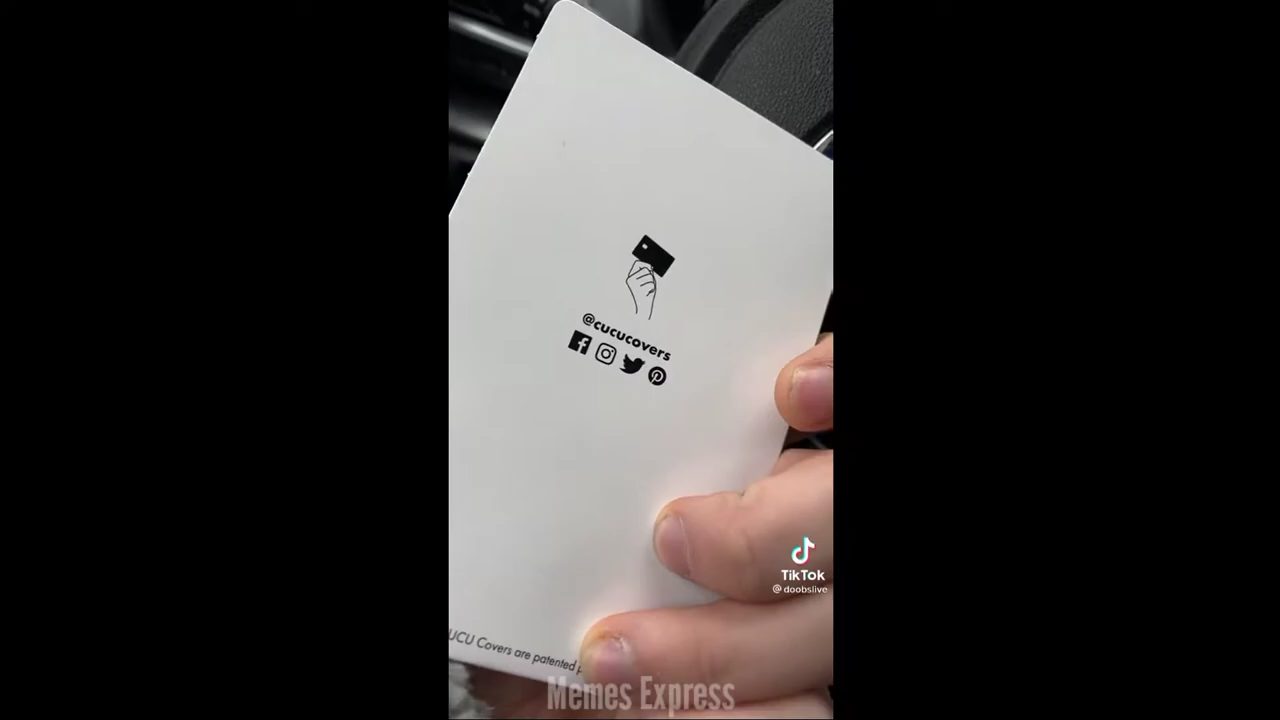 @cucucovers
TikTok
@doobslive
UCU Covers are patented
Memes Express